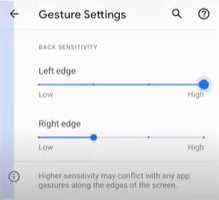 Gesture Settings
BACK SENSITIVITY
Left edge
Low High
Right edge
Low High
Higher sensitivity may conflict with any app
gestures along the edges of the screen.